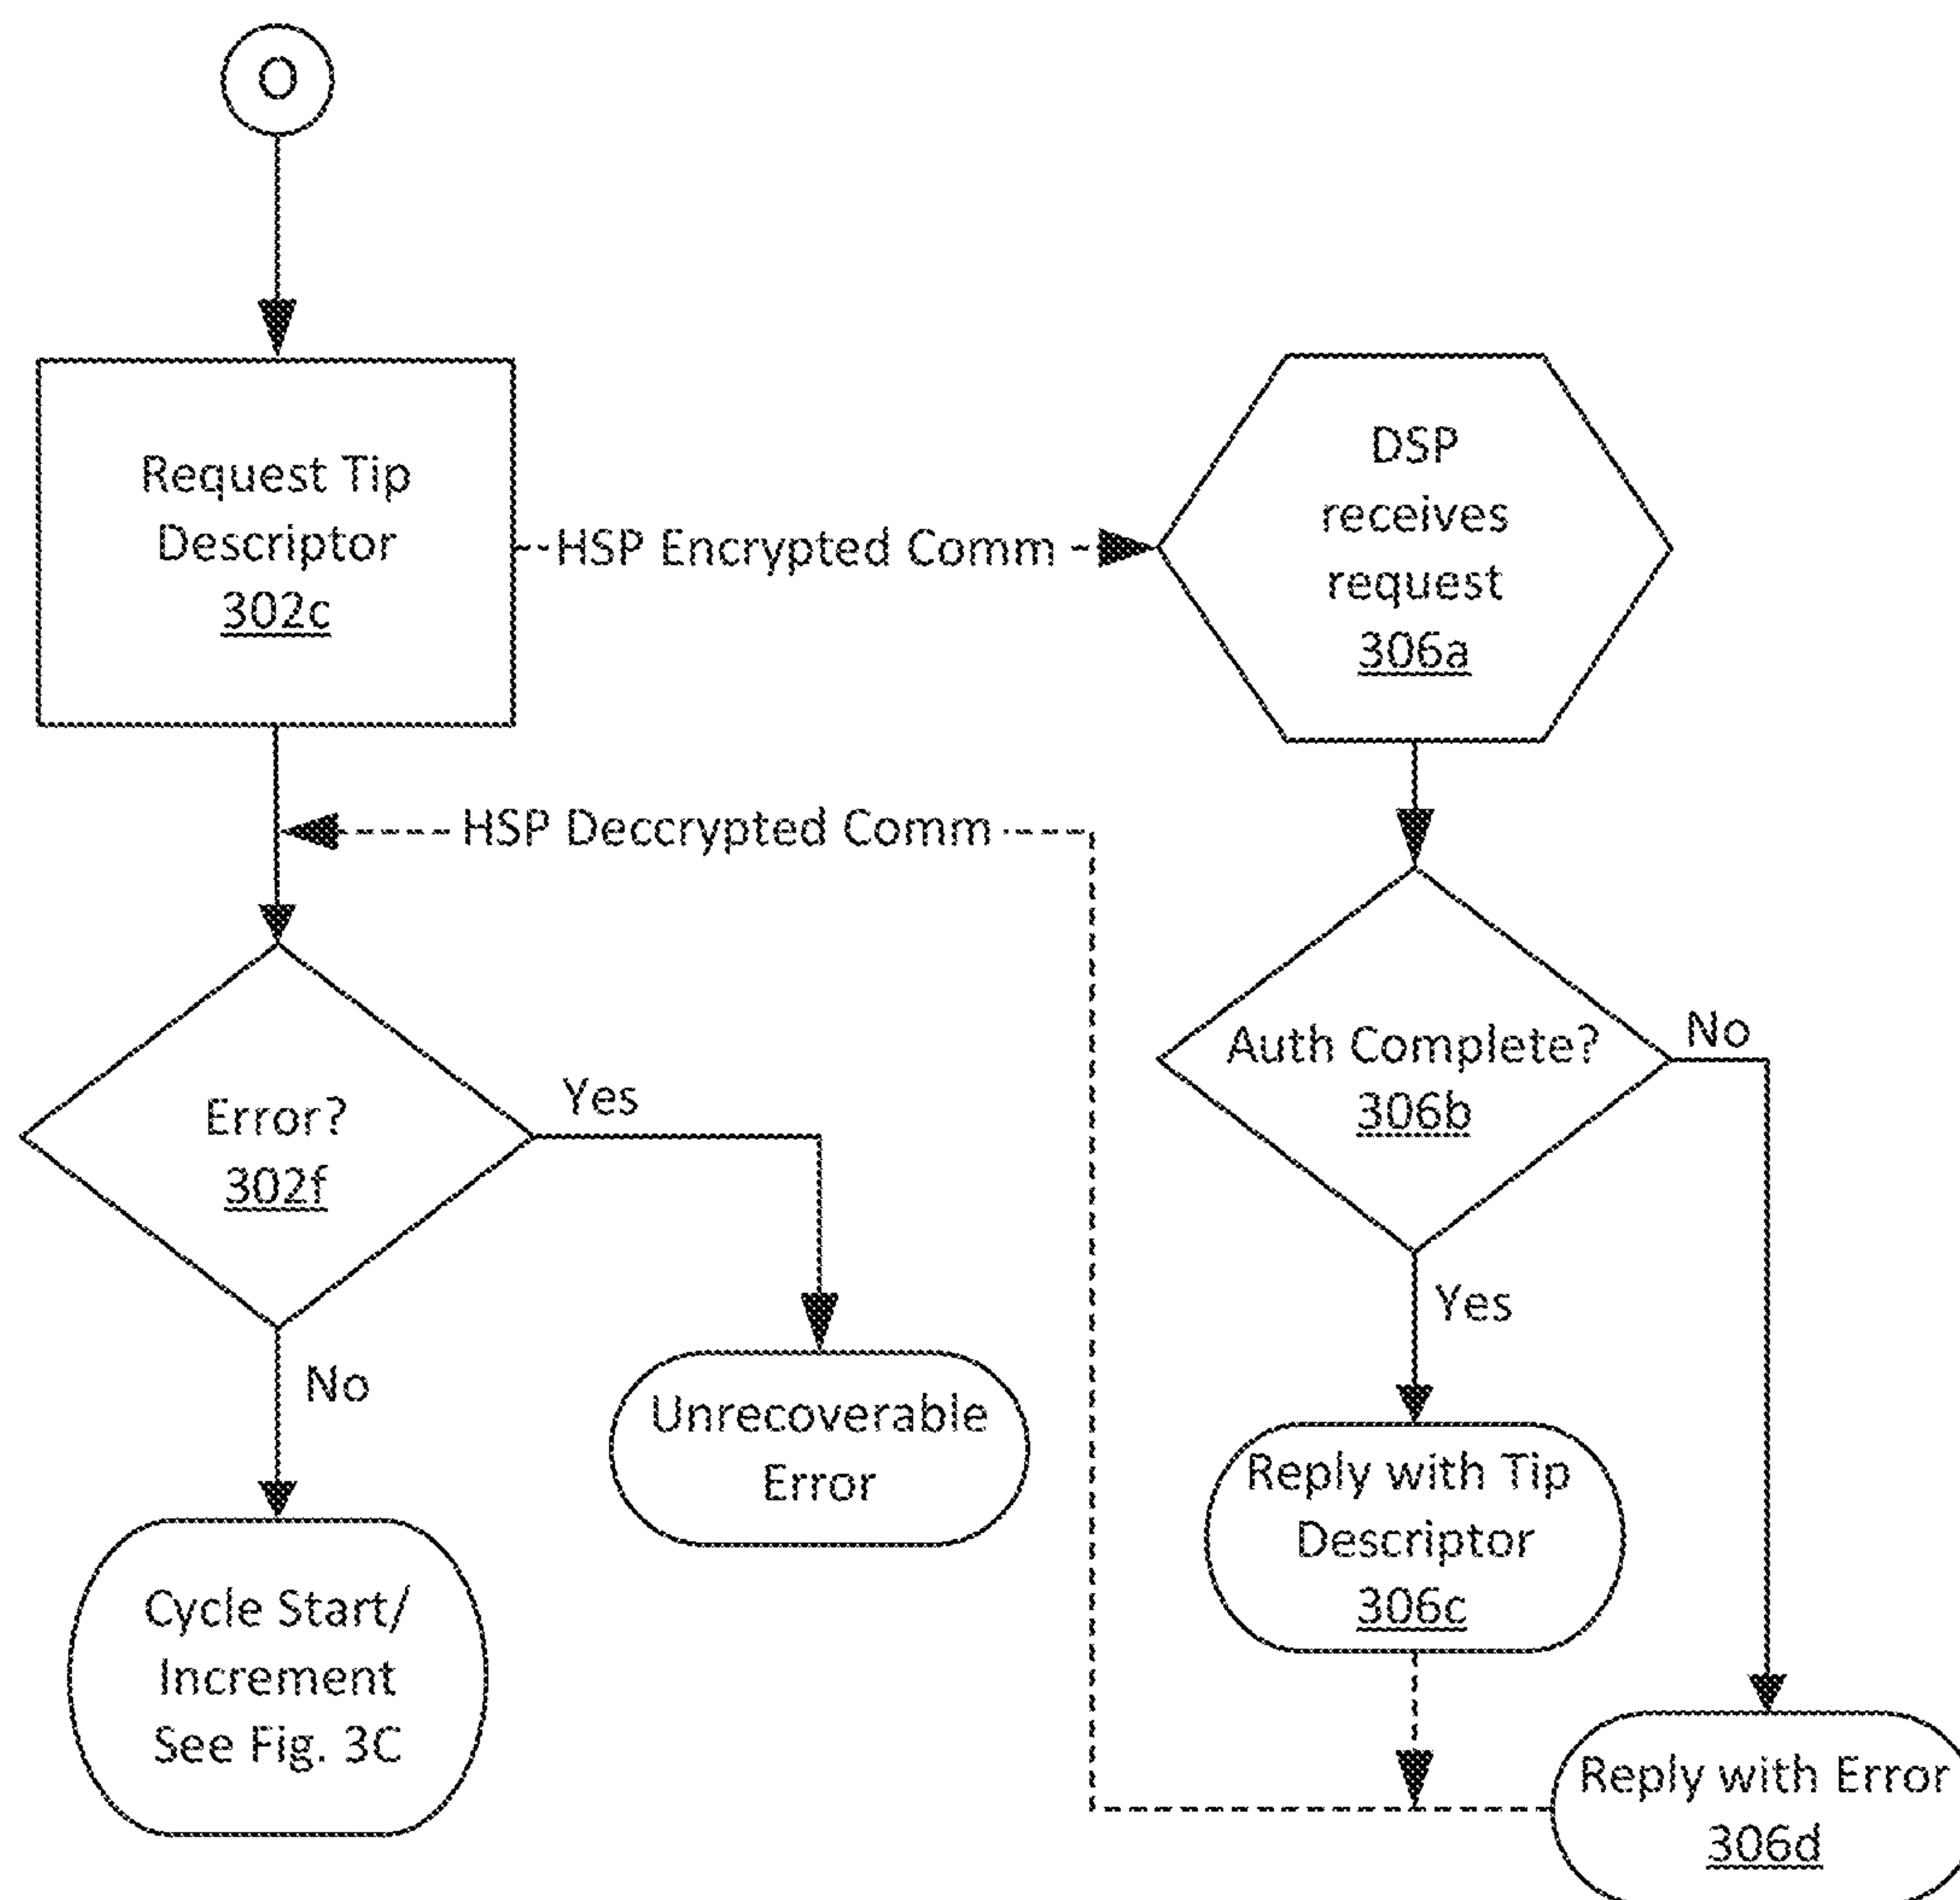 O
Request Tip
Descriptor
302c
HSP Encrypted Comm
DSP
receives
request
306a
HSP Deccrypted Comm
Error?
302f
Yes
No
Auth Complete?
306b
No
Yes
Unrecoverable
Error
Cycle Start/
Increment
See Fig. 3C
Reply with Tip
Descriptor
306c
Reply with Error
306d